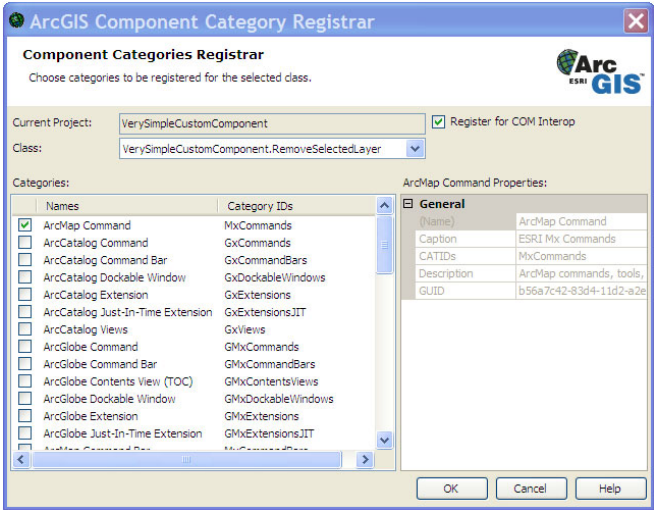 ArcGIS Component Category Registrar
Component Categories Registrar
Choose categories to be registered for the selected class.
Arc
ESRI GIS
Current Project: VerySimpleCustomComponent Register for COM Interop
Class: VerySimpleCustomComponent.RemoveSelectedLayer
Categories:
Names Category IDs
ArcMap Command MxCommands
ArcCatalog Command GxCommands
ArcCatalog Command Bar GxCommandBars
ArcCatalog Dockable Window GxDockableWindows
ArcCatalog Extension GxExtensions
ArcCatalog Just-In-Time Extension GxExtensionsJIT
ArcCatalog Views GxViews
ArcGlobe Command GMxCommands
ArcGlobe Command Bar GMxCommandBars
ArcGlobe Contents View (TOC) GMxContentsViews
ArcGlobe Dockable Window GMxDockableWindows
ArcGlobe Extension GMxExtensions
ArcGlobe Just-In-Time Extension GMxExtensionsJIT
ArcMap Command Bar MxCommandBars
ArcMap Command Properties:
General
(Name) ArcMap Command
Caption ESRI Mx Commands
CATIDs MxCommands
Description ArcMap commands, tools,
GUID b56a7c42-83d4-11d2-a2e
OK Cancel Help